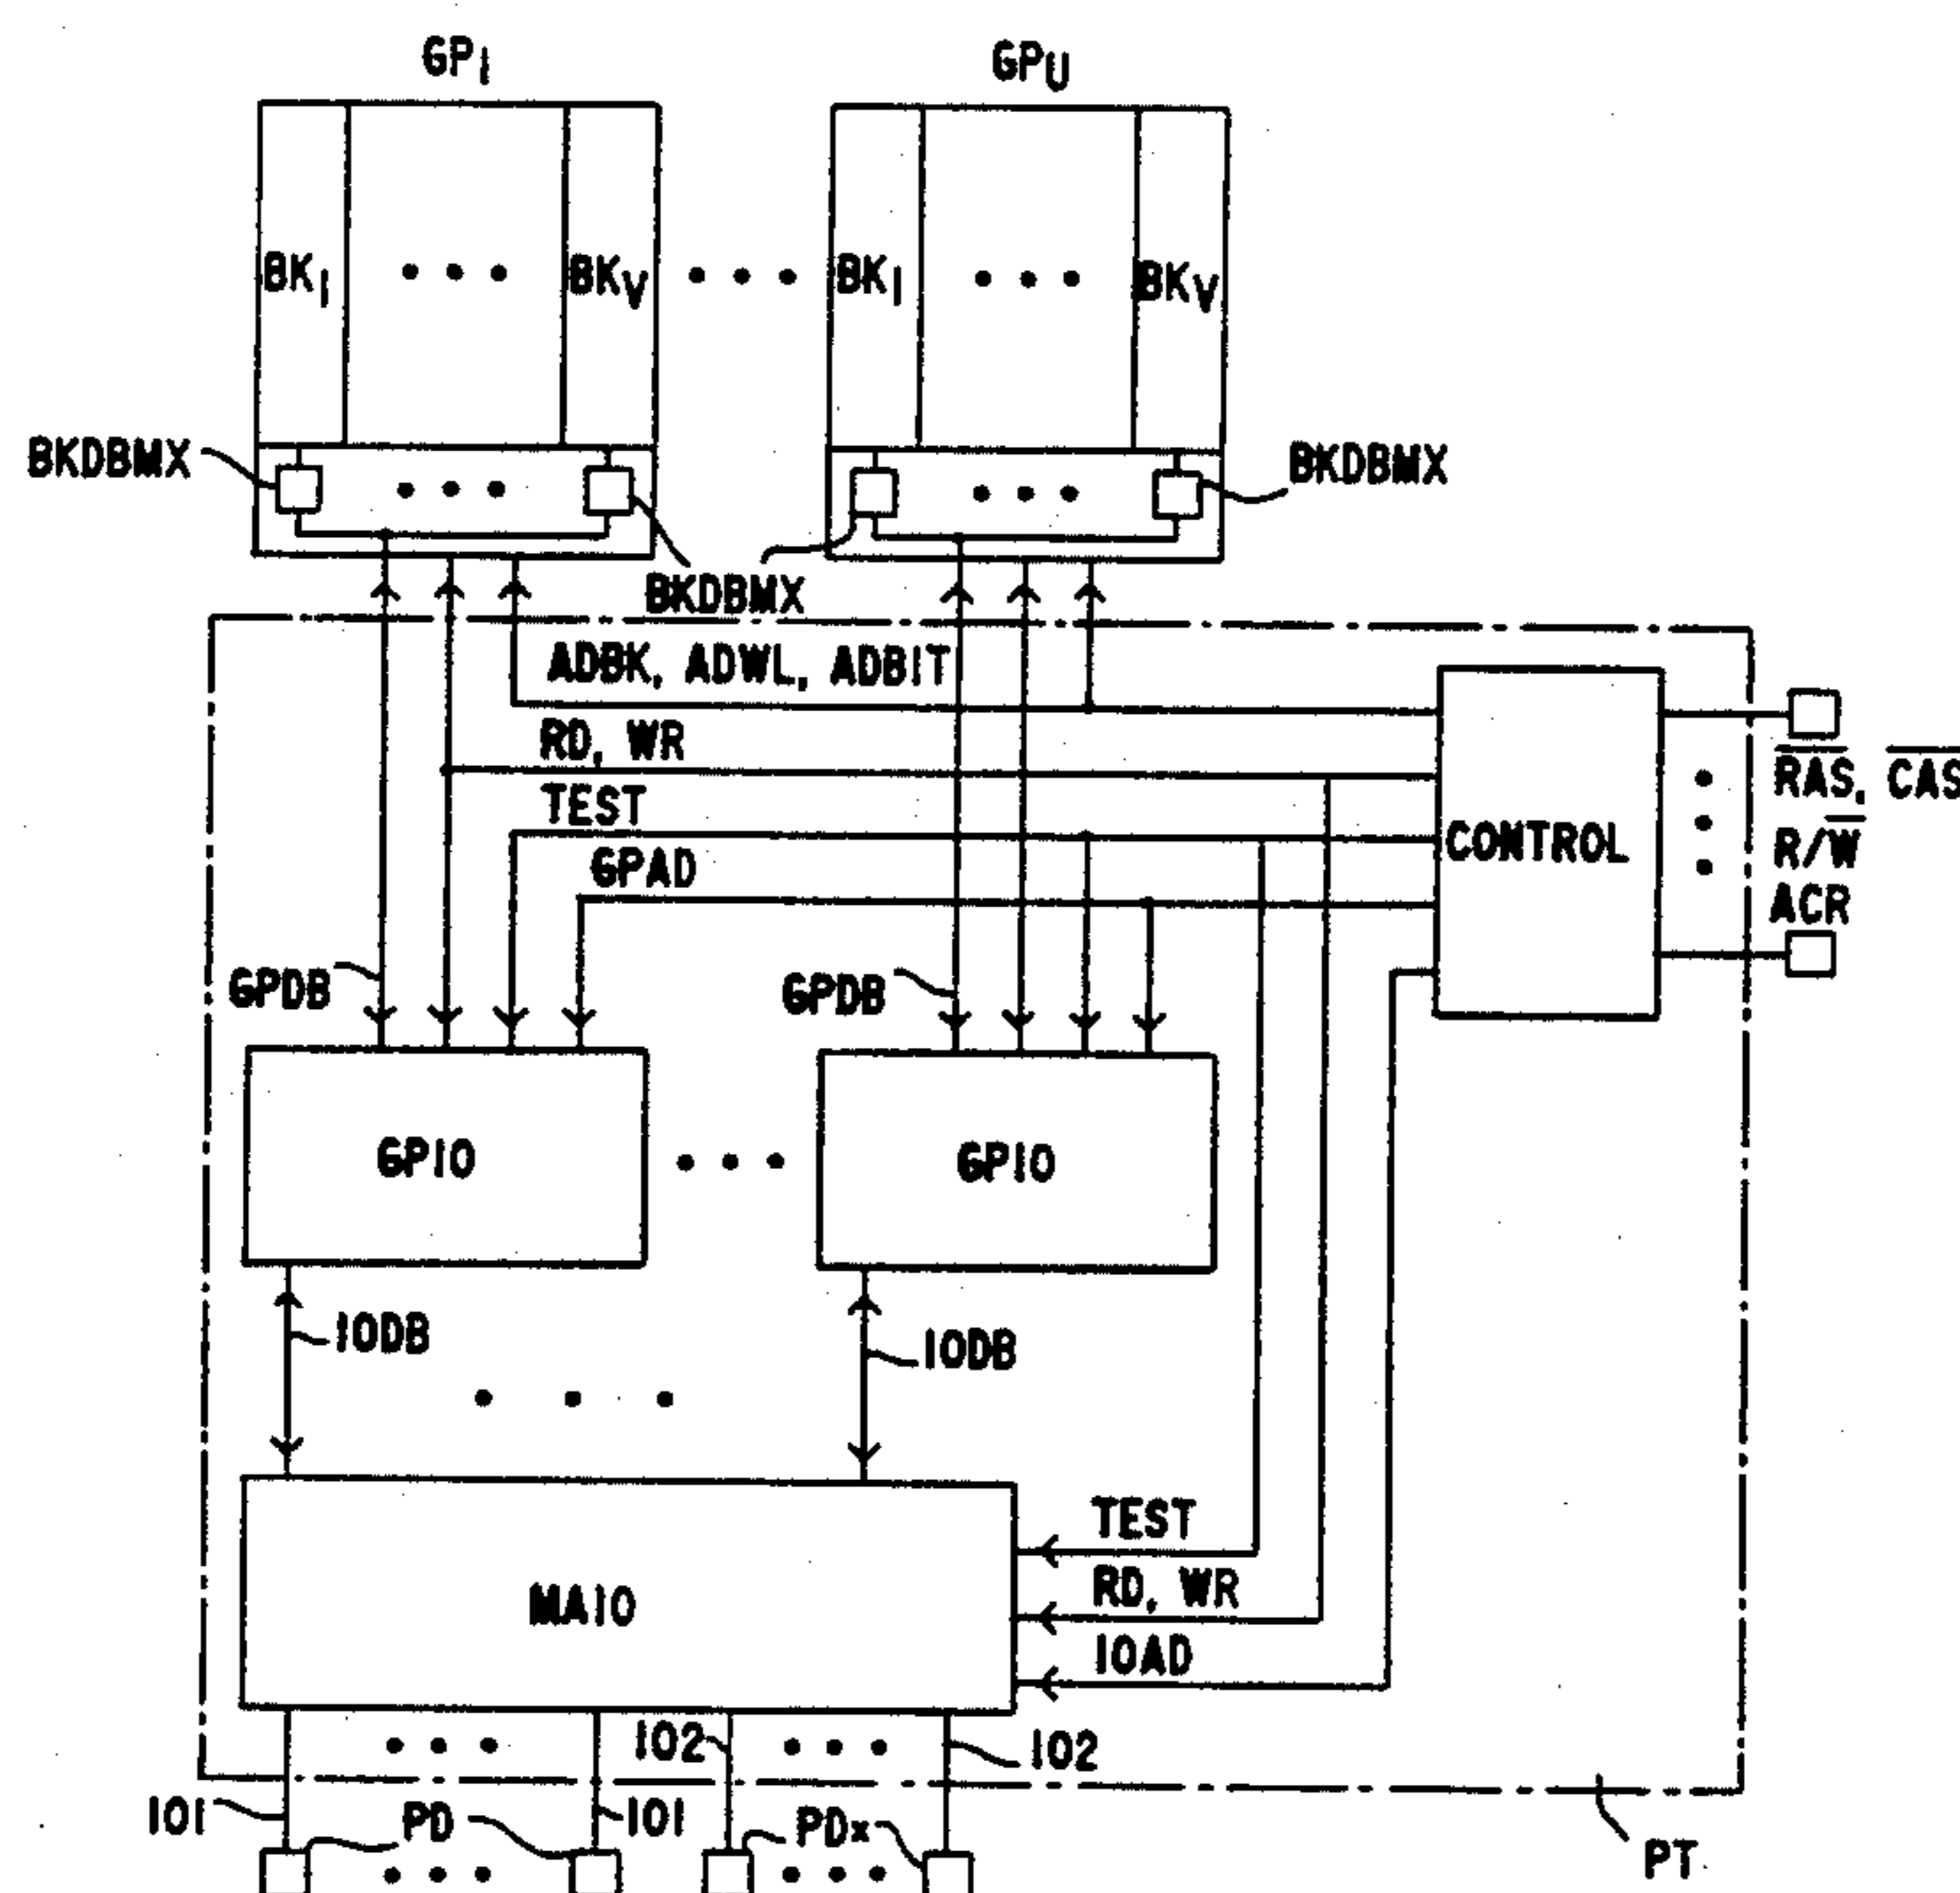 GP1
GPU
BK1
BKV
BK1
BKV
BKDBMX
BKDBMX
BKDBMX
ADBK, ADWL, ADBIT
RD, WR
TEST
GPAD
CONTROL
RAS, CAS
R/W
ACR
GPDB
GPDB
GPIO
GPIO
IODB
IODB
TEST
RD, WR
IOAD
MAIO
102
102
101
PD
101
PDx
PT